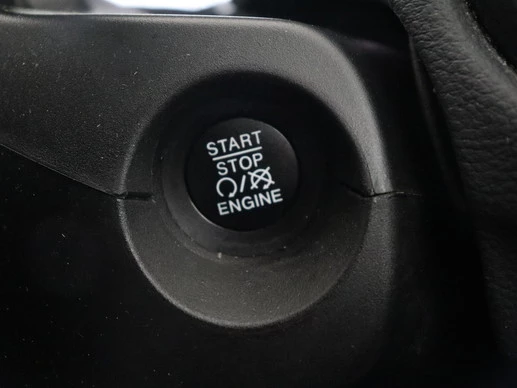 START
STOP
/
ENGINE